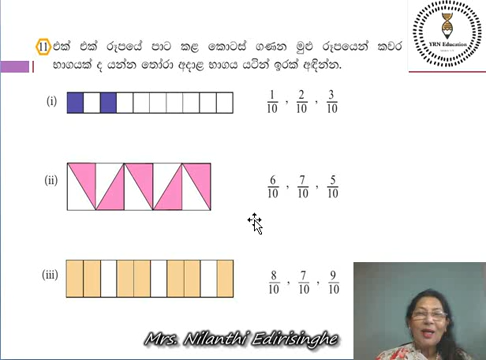 YRN Education
11 එක් එක් රූපයේ පාට කළ කොටස් ගණන මුළු රූපයෙන් කවර
භාගයක් ද යන්න තෝරා අදාළ භාගය යටින් ඉරක් අඳින්න.
(i) 1/10 , 2/10 , 3/10
(ii) 6/10 , 7/10 , 5/10
(iii) 8/10 , 7/10 , 9/10
Mrs. Nilanthi Edirisinghe